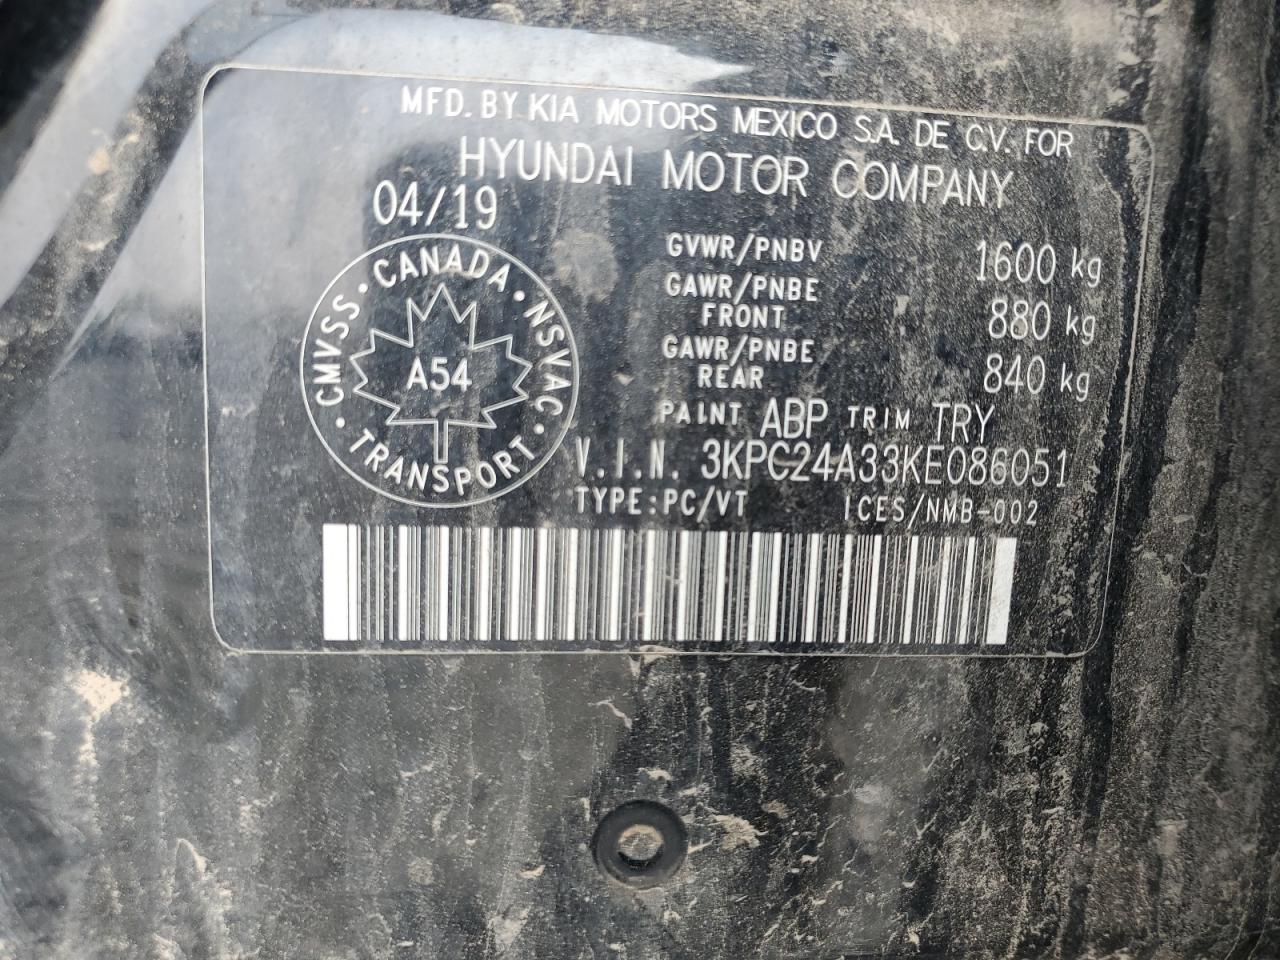 MFD. BY KIA MOTORS MEXICO S.A. DE C.V. FOR
HYUNDAI MOTOR COMPANY
04/19
CMVSS · CANADA · NSVAC · TRANSPORT ·
A54
GVWR/PNBV 1600 kg
GAWR/PNBE
FRONT 880 kg
GAWR/PNBE
REAR 840 kg
PAINT ABP TRIM TRY
V.I.N. 3KPC24A33KE086051
TYPE:PC/VT ICES/NMB-002